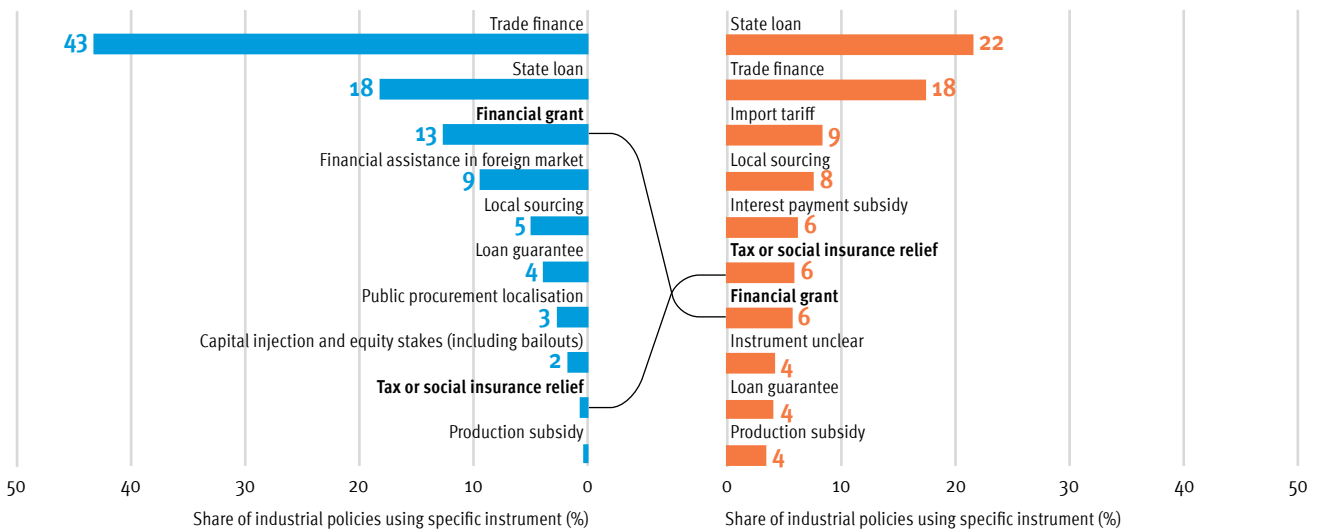 Trade finance
43
State loan
18
Financial grant
13
Financial assistance in foreign market
9
Local sourcing
5
Loan guarantee
4
Public procurement localisation
3
Capital injection and equity stakes (including bailouts)
2
Tax or social insurance relief
Production subsidy
50 40 30 20 10 0
Share of industrial policies using specific instrument (%)
State loan
22
Trade finance
18
Import tariff
9
Local sourcing
8
Interest payment subsidy
6
Tax or social insurance relief
6
Financial grant
6
Instrument unclear
4
Loan guarantee
4
Production subsidy
4
0 10 20 30 40 50
Share of industrial policies using specific instrument (%)